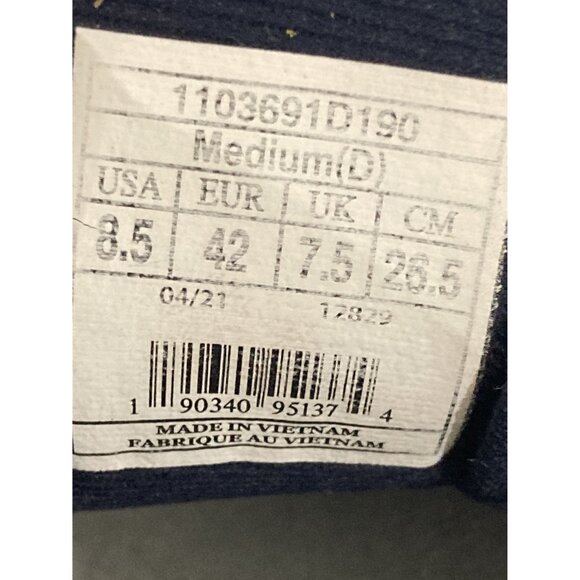 1103691D190
Medium(D)
USA EUR UK CM
8.5 42 7.5 26.5
04/21 12829
1 90340 95137 4
MADE IN VIETNAM
FABRIQUE AU VIETNAM